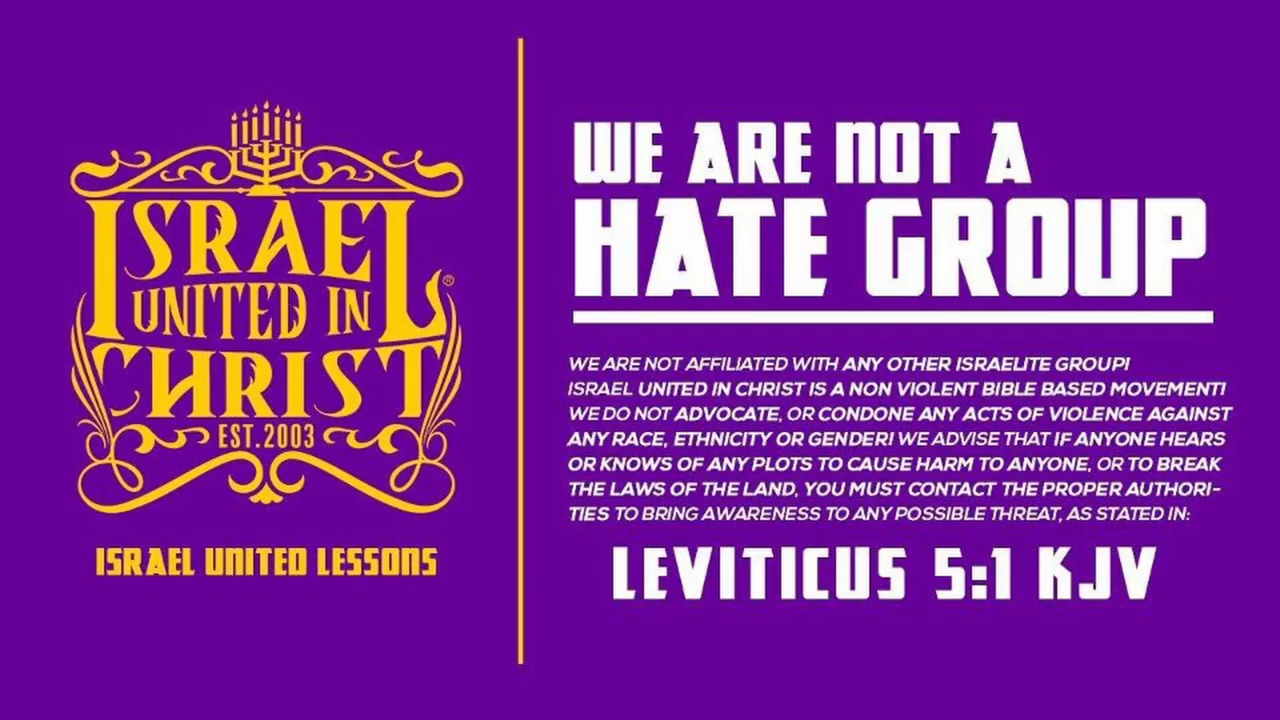 ISRAEL
UNITED IN
CHRIST
EST.2003
®
ISRAEL UNITED LESSONS
WE ARE NOT A
HATE GROUP
WE ARE NOT AFFILIATED WITH ANY OTHER ISRAELITE GROUP!
ISRAEL UNITED IN CHRIST IS A NON VIOLENT BIBLE BASED MOVEMENT!
WE DO NOT ADVOCATE, OR CONDONE ANY ACTS OF VIOLENCE AGAINST
ANY RACE, ETHNICITY OR GENDER! WE ADVISE THAT IF ANYONE HEARS
OR KNOWS OF ANY PLOTS TO CAUSE HARM TO ANYONE, OR TO BREAK
THE LAWS OF THE LAND, YOU MUST CONTACT THE PROPER AUTHORI-
TIES TO BRING AWARENESS TO ANY POSSIBLE THREAT, AS STATED IN:
LEVITICUS 5:1 KJV